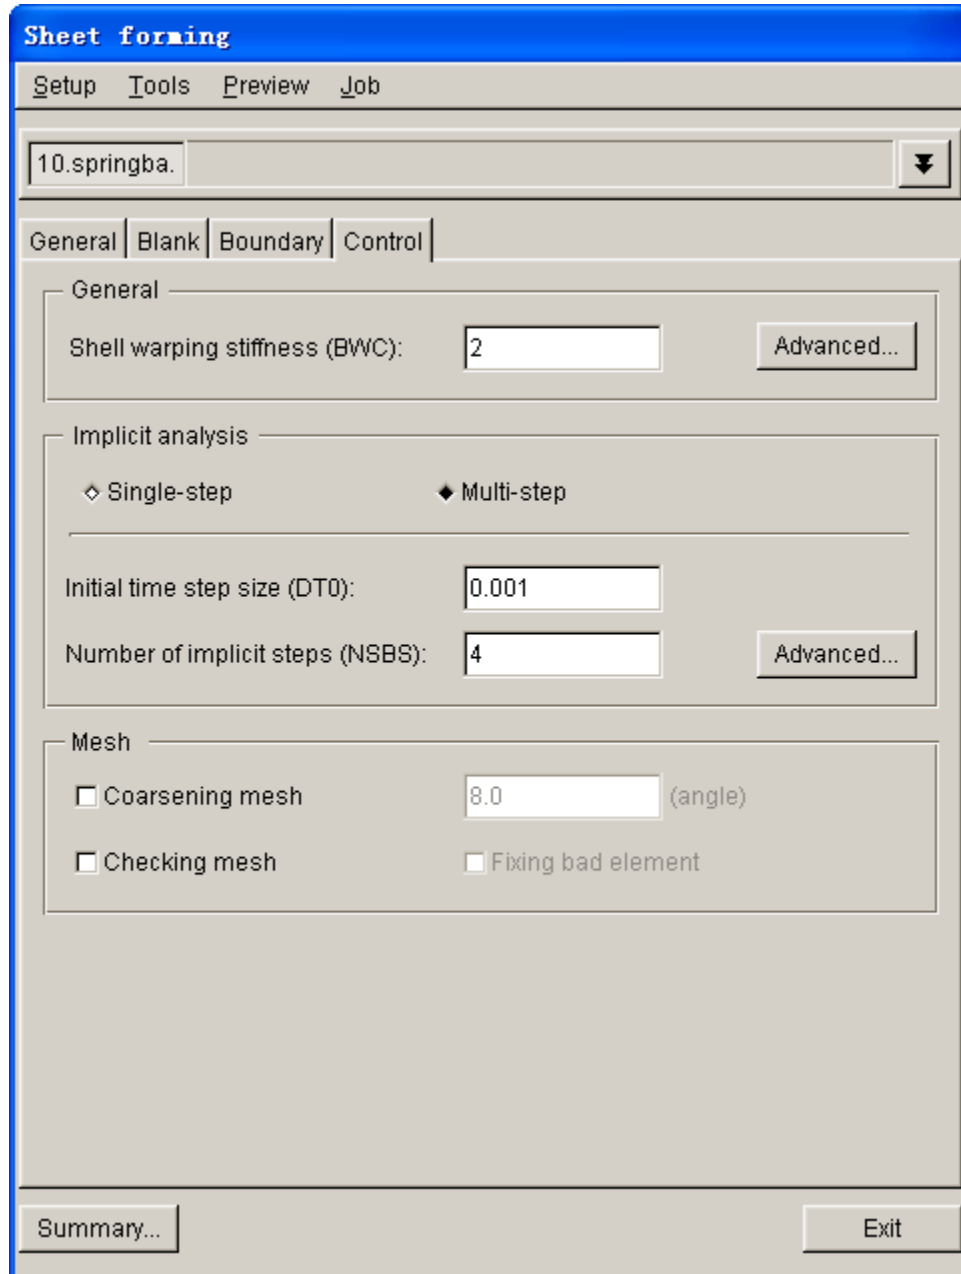 Sheet forming
Setup Tools Preview Job
10.springba.
General Blank Boundary Control
General
Shell warping stiffness (BWC): 2 Advanced...
Implicit analysis
Single-step Multi-step
Initial time step size (DT0): 0.001
Number of implicit steps (NSBS): 4 Advanced...
Mesh
Coarsening mesh 8.0 (angle)
Checking mesh Fixing bad element
Summary... Exit